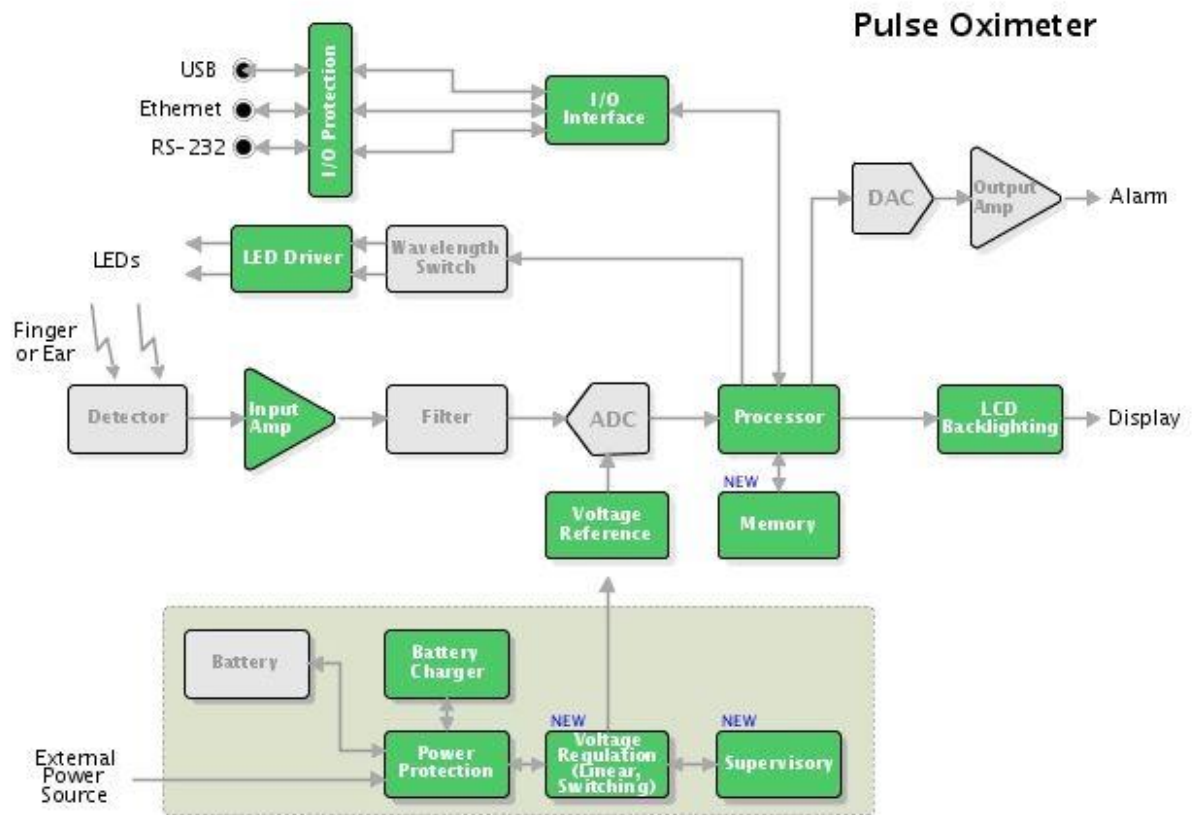 Pulse Oximeter
USB
Ethernet
RS-232
I/O Protection
I/O
Interface
DAC
Output
Amp
Alarm
LEDs
LED Driver
Wavelength
Switch
Finger
or Ear
Detector
Input
Amp
Filter
ADC
Processor
LCD
Backlighting
Display
Voltage
Reference
NEW
Memory
Battery
Battery
Charger
External
Power
Source
Power
Protection
NEW
Voltage
Regulation
(Linear,
Switching)
NEW
Supervisory